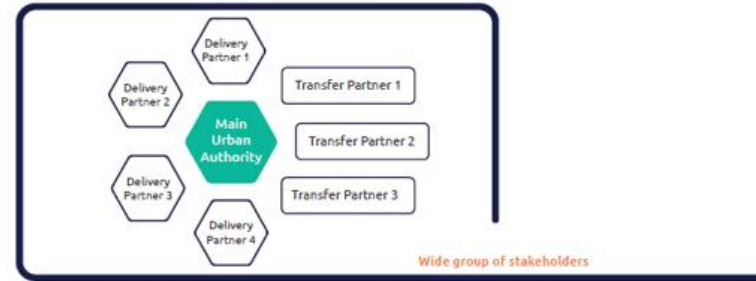 Delivery
Partner 1
Delivery
Partner 2
Transfer Partner 1
Main
Urban
Authority
Transfer Partner 2
Delivery
Partner 3
Transfer Partner 3
Delivery
Partner 4
Wide group of stakeholders